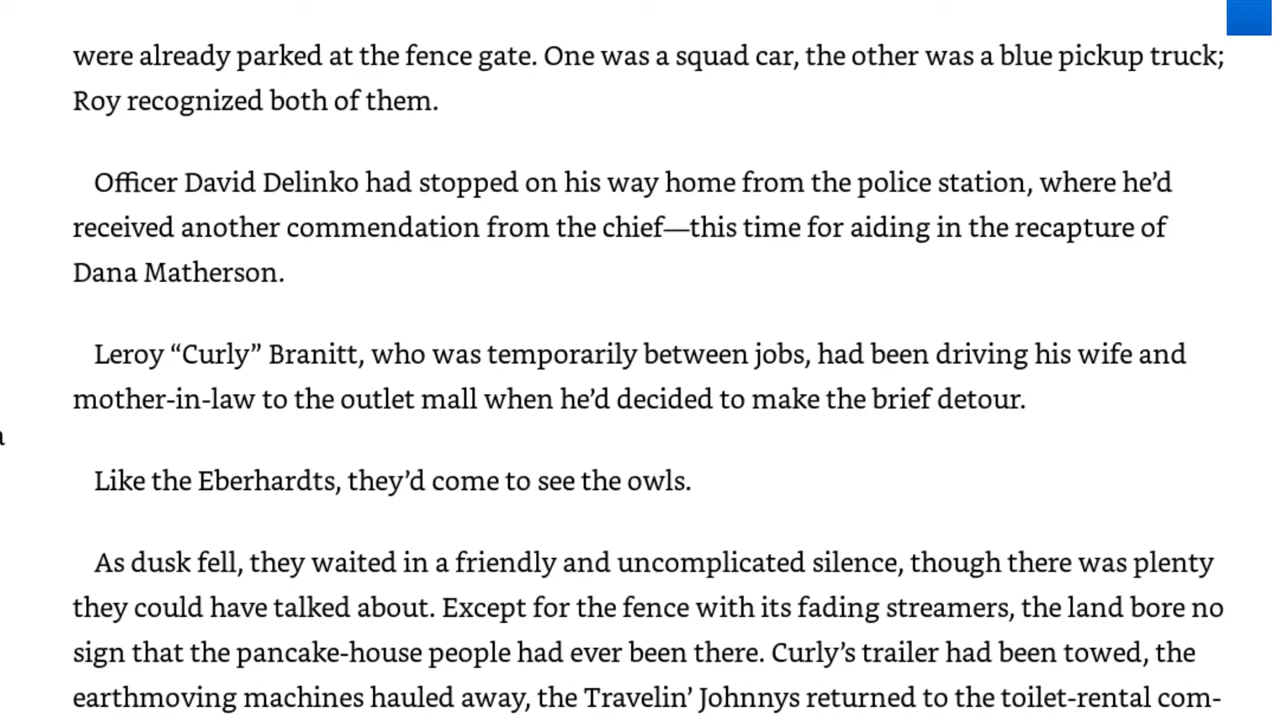 were already parked at the fence gate. One was a squad car, the other was a blue pickup truck;
Roy recognized both of them.
Officer David Delinko had stopped on his way home from the police station, where he’d
received another commendation from the chief—this time for aiding in the recapture of
Dana Matherson.
Leroy “Curly” Branitt, who was temporarily between jobs, had been driving his wife and
mother-in-law to the outlet mall when he’d decided to make the brief detour.
Like the Eberhardts, they’d come to see the owls.
As dusk fell, they waited in a friendly and uncomplicated silence, though there was plenty
they could have talked about. Except for the fence with its fading streamers, the land bore no
sign that the pancake-house people had ever been there. Curly’s trailer had been towed, the
earthmoving machines hauled away, the Travelin’ Johnnys returned to the toilet-rental com-